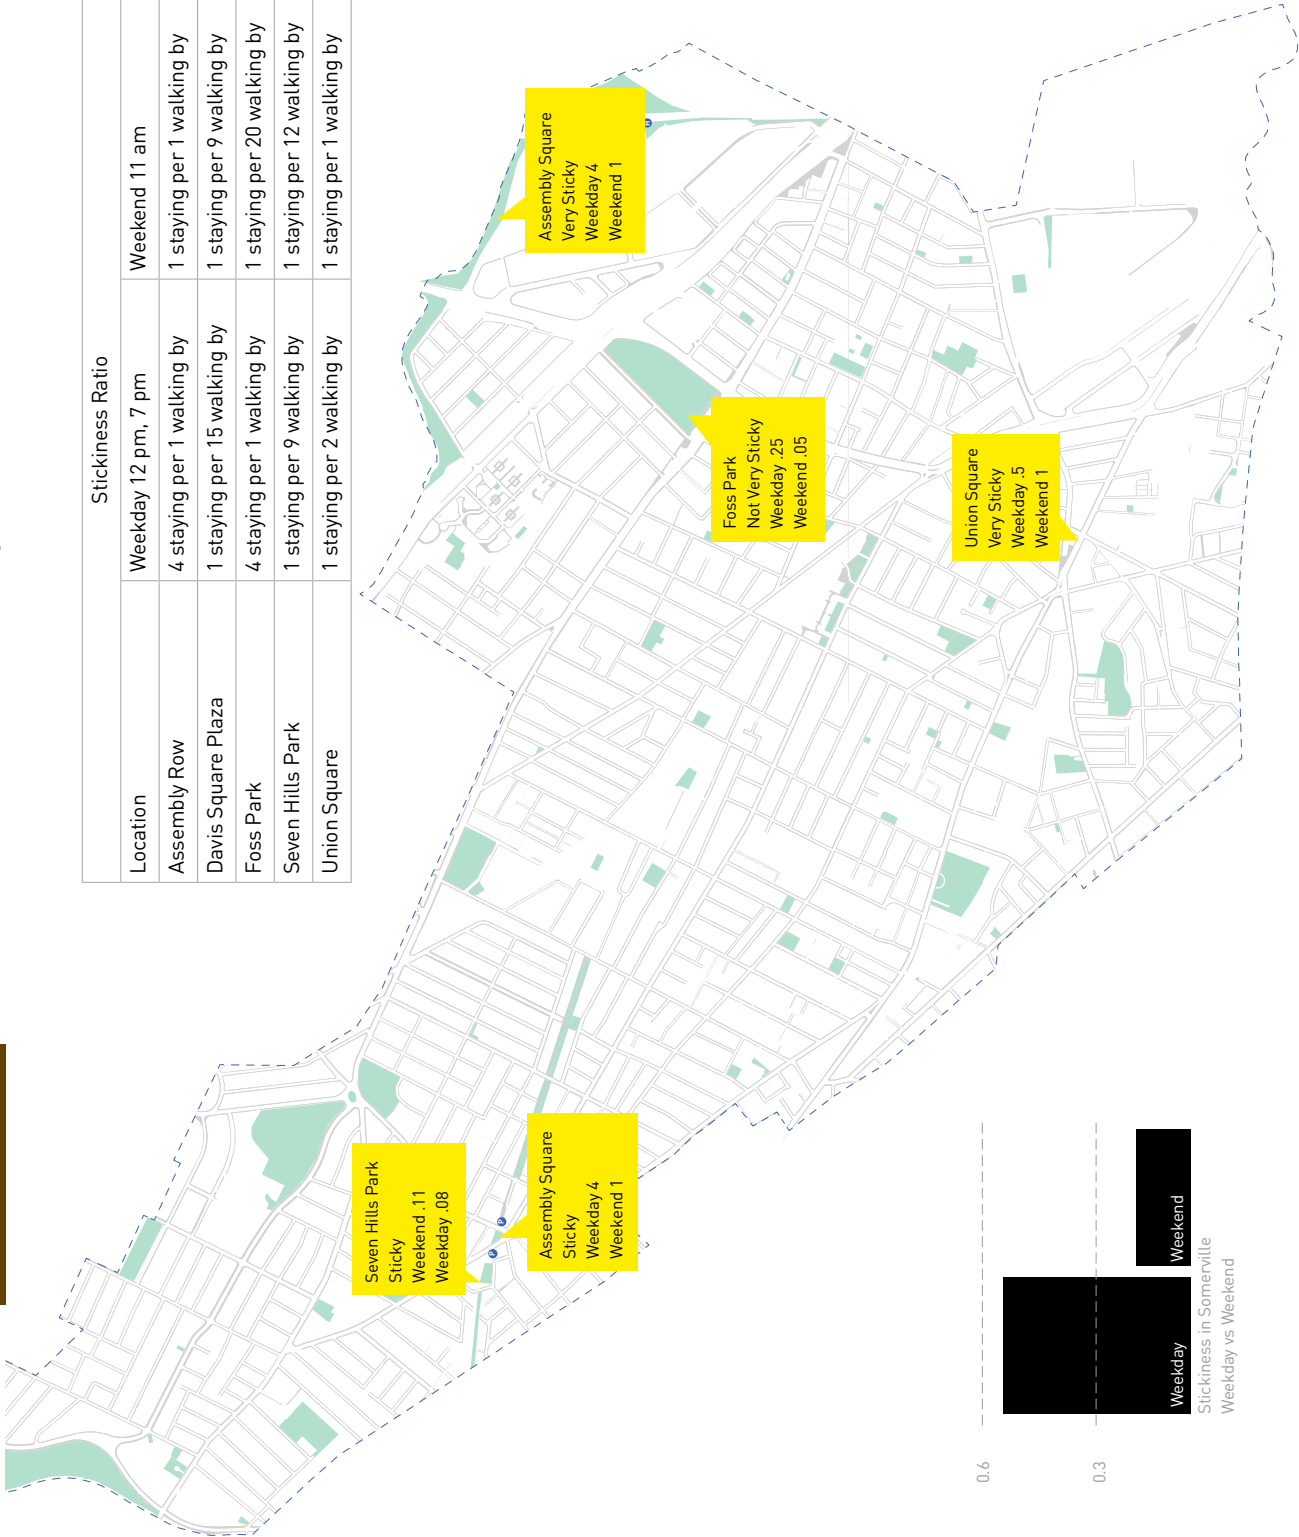 Stickiness Ratio
Location Weekday 12 pm, 7 pm Weekend 11 am
Assembly Row 4 staying per 1 walking by 1 staying per 1 walking by
Davis Square Plaza 1 staying per 15 walking by 1 staying per 9 walking by
Foss Park 4 staying per 1 walking by 1 staying per 20 walking by
Seven Hills Park 1 staying per 9 walking by 1 staying per 12 walking by
Union Square 1 staying per 2 walking by 1 staying per 1 walking by
Seven Hills Park
Sticky
Weekend .11
Weekday .08
Assembly Square
Sticky
Weekday 4
Weekend 1
Assembly Square
Very Sticky
Weekday 4
Weekend 1
Foss Park
Not Very Sticky
Weekday .25
Weekend .05
Union Square
Very Sticky
Weekday .5
Weekend 1
P
P
0.6
0.3
Weekday
Weekend
Stickiness in Somerville
Weekday vs Weekend